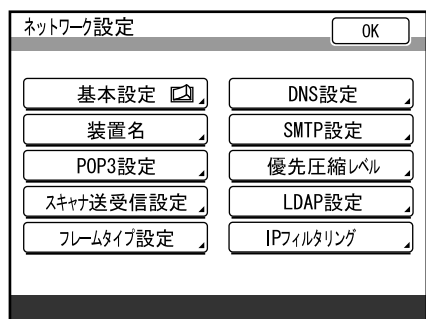 ネットワーク設定
OK
基本設定
DNS設定
装置名
SMTP設定
POP3設定
優先圧縮レベル
スキャナ送受信設定
LDAP設定
フレームタイプ設定
IPフィルタリング